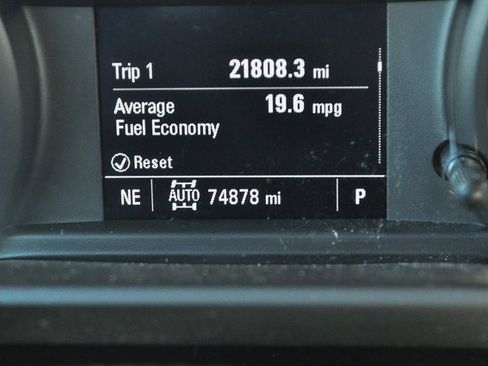 Trip 1 21808.3 mi
Average 19.6 mpg
Fuel Economy
Reset
NE AUTO 74878 mi P